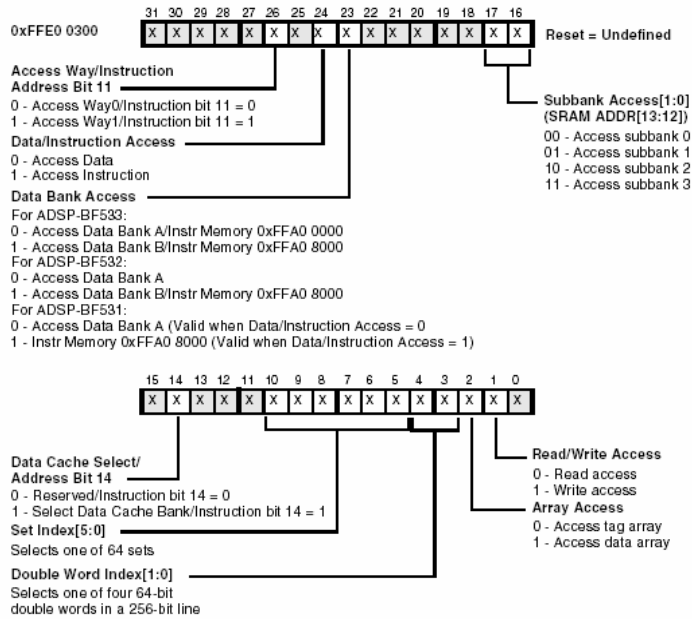 31 30 29 28 27 26 25 24 23 22 21 20 19 18 17 16
0xFFE0 0300
X X X X X X X X X X X X X X X X
Reset = Undefined
Access Way/Instruction
Address Bit 11
0 - Access Way0/Instruction bit 11 = 0
1 - Access Way1/Instruction bit 11 = 1
Data/Instruction Access
0 - Access Data
1 - Access Instruction
Data Bank Access
For ADSP-BF533:
0 - Access Data Bank A/Instr Memory 0xFFA0 0000
1 - Access Data Bank B/Instr Memory 0xFFA0 8000
For ADSP-BF532:
0 - Access Data Bank A
1 - Access Data Bank B/Instr Memory 0xFFA0 8000
For ADSP-BF531:
0 - Access Data Bank A (Valid when Data/Instruction Access = 0
1 - Instr Memory 0xFFA0 8000 (Valid when Data/Instruction Access = 1)
Subbank Access[1:0]
(SRAM ADDR[13:12])
00 - Access subbank 0
01 - Access subbank 1
10 - Access subbank 2
11 - Access subbank 3
15 14 13 12 11 10 9 8 7 6 5 4 3 2 1 0
X X X X X X X X X X X X X X X X
Data Cache Select/
Address Bit 14
0 - Reserved/Instruction bit 14 = 0
1 - Select Data Cache Bank/Instruction bit 14 = 1
Set Index[5:0]
Selects one of 64 sets
Double Word Index[1:0]
Selects one of four 64-bit
double words in a 256-bit line
Read/Write Access
0 - Read access
1 - Write access
Array Access
0 - Access tag array
1 - Access data array